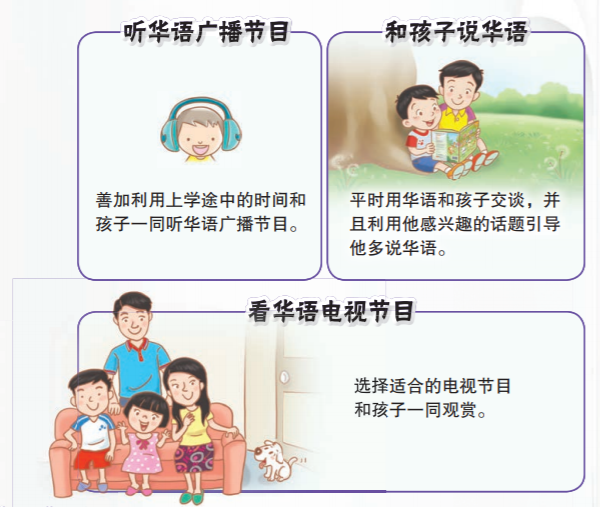 听华语广播节目
善加利用上学途中的时间和
孩子一同听华语广播节目。
和孩子说华语
平时用华语和孩子交谈，并
且利用他感兴趣的话题引导
他多说华语。
看华语电视节目
选择适合的电视节目
和孩子一同观赏。